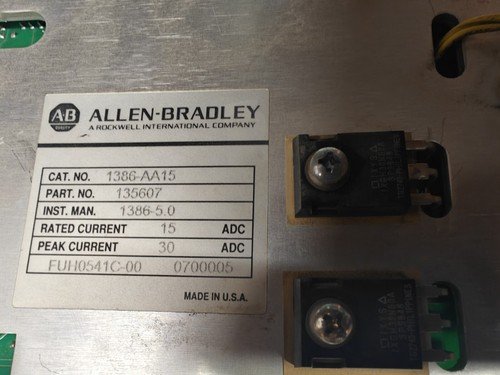 AB
QUALITY
ALLEN-BRADLEY
A ROCKWELL INTERNATIONAL COMPANY
CAT. NO. 1386-AA15
PART NO. 135607
INST. MAN. 1386-5.0
RATED CURRENT 15 ADC
PEAK CURRENT 30 ADC
FUH0541C-00 0700005
MADE IN U.S.A.